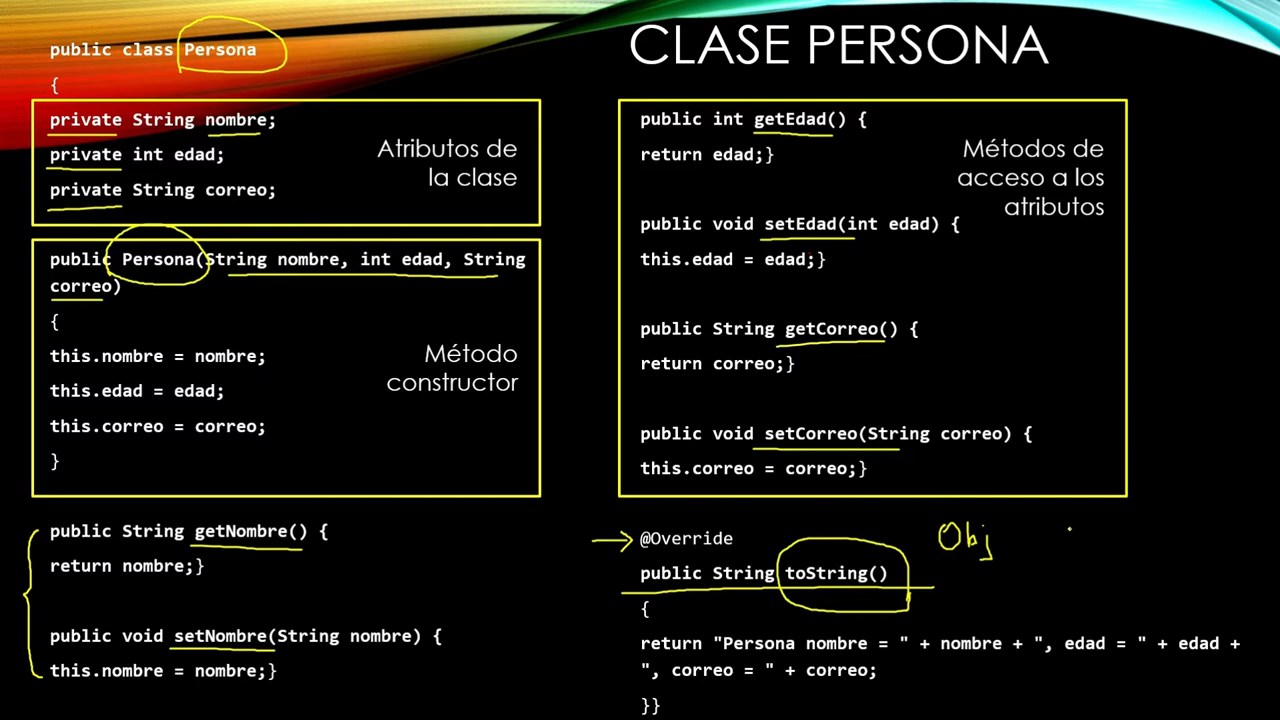 CLASE PERSONA
public class Persona
{
private String nombre;
private int edad;
private String correo;
Atributos de
la clase
public Persona(String nombre, int edad, String
correo)
{
this.nombre = nombre;
this.edad = edad;
this.correo = correo;
}
Método
constructor
public String getNombre() {
return nombre;}
public void setNombre(String nombre) {
this.nombre = nombre;}
public int getEdad() {
return edad;}
public void setEdad(int edad) {
this.edad = edad;}
public String getCorreo() {
return correo;}
public void setCorreo(String correo) {
this.correo = correo;}
Métodos de
acceso a los
atributos
@Override
Obj
public String toString()
{
return "Persona nombre = " + nombre + ", edad = " + edad +
", correo = " + correo;
}}